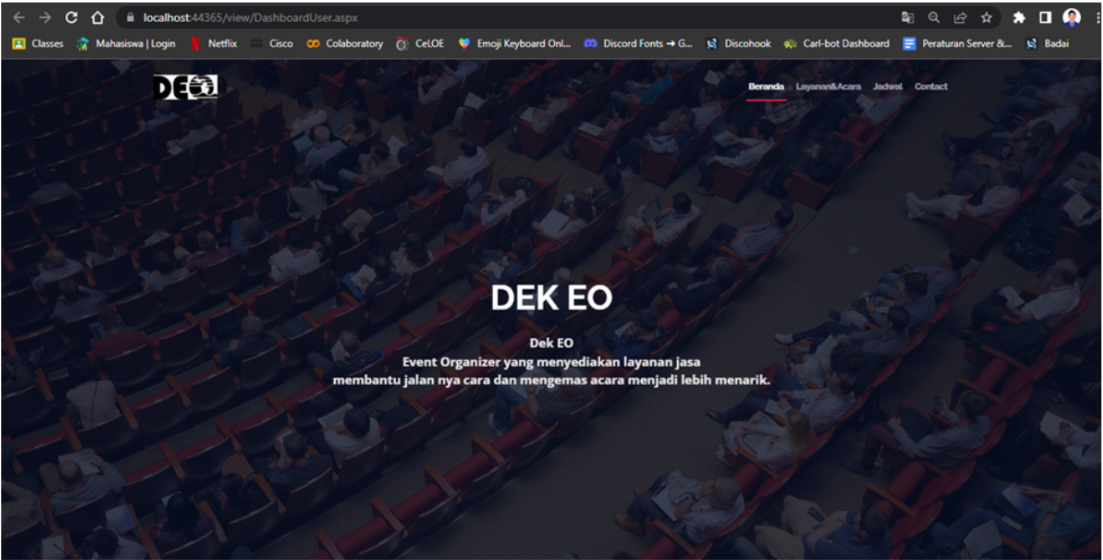 localhost:44365/view/DashboardUser.aspx
Classes Mahasiswa | Login Netflix Cisco Colaboratory CeLOE Emoji Keyboard Onl... Discord Fonts → G... Discohook Carl-bot Dashboard Peraturan Server &... Badai
DEO
Beranda Layanan&Acara Jadwal Contact
DEK EO
Dek EO
Event Organizer yang menyediakan layanan jasa
membantu jalan nya cara dan mengemas acara menjadi lebih menarik.